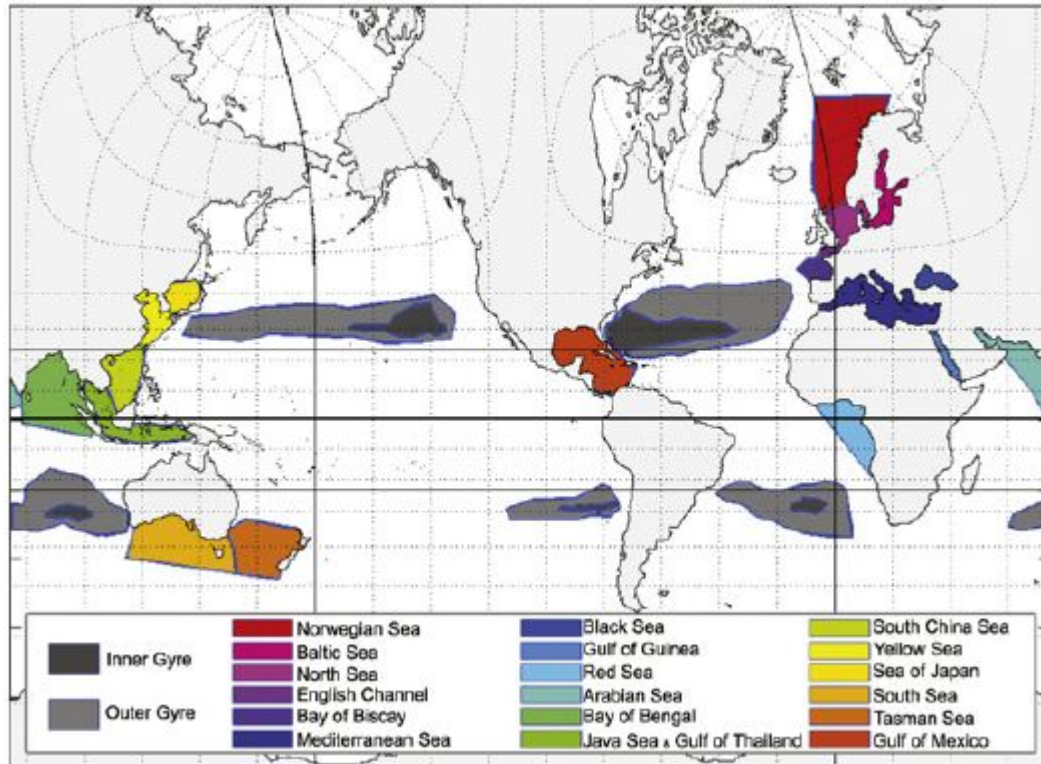 Inner Gyre
Outer Gyre
Norwegian Sea
Baltic Sea
North Sea
English Channel
Bay of Biscay
Mediterranean Sea
Black Sea
Gulf of Guinea
Red Sea
Arabian Sea
Bay of Bengal
Java Sea & Gulf of Thailand
South China Sea
Yellow Sea
Sea of Japan
South Sea
Tasman Sea
Gulf of Mexico